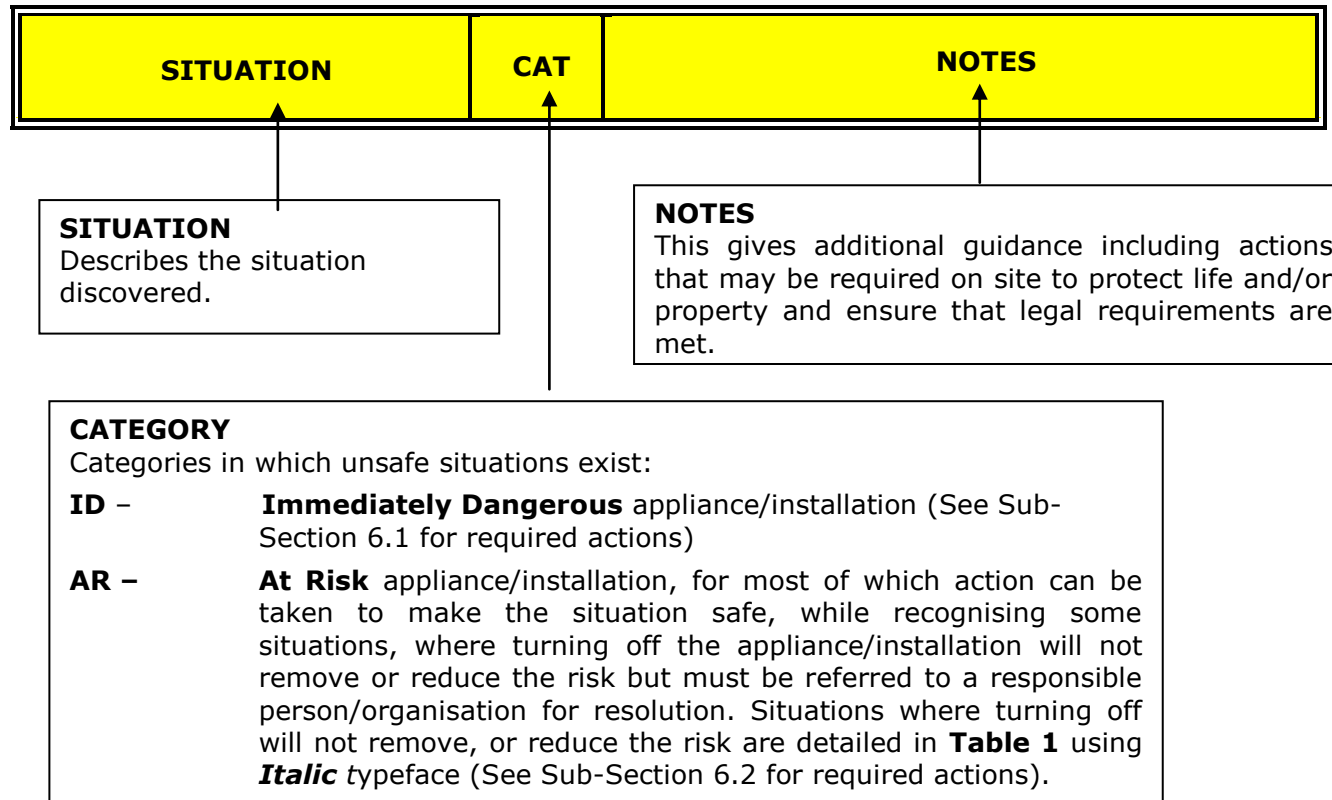 SITUATION CAT NOTES
SITUATION
Describes the situation
discovered.
NOTES
This gives additional guidance including actions
that may be required on site to protect life and/or
property and ensure that legal requirements are
met.
CATEGORY
Categories in which unsafe situations exist:
ID – Immediately Dangerous appliance/installation (See Sub-
Section 6.1 for required actions)
AR – At Risk appliance/installation, for most of which action can be
taken to make the situation safe, while recognising some
situations, where turning off the appliance/installation will not
remove or reduce the risk but must be referred to a responsible
person/organisation for resolution. Situations where turning off
will not remove, or reduce the risk are detailed in Table 1 using
Italic typeface (See Sub-Section 6.2 for required actions).